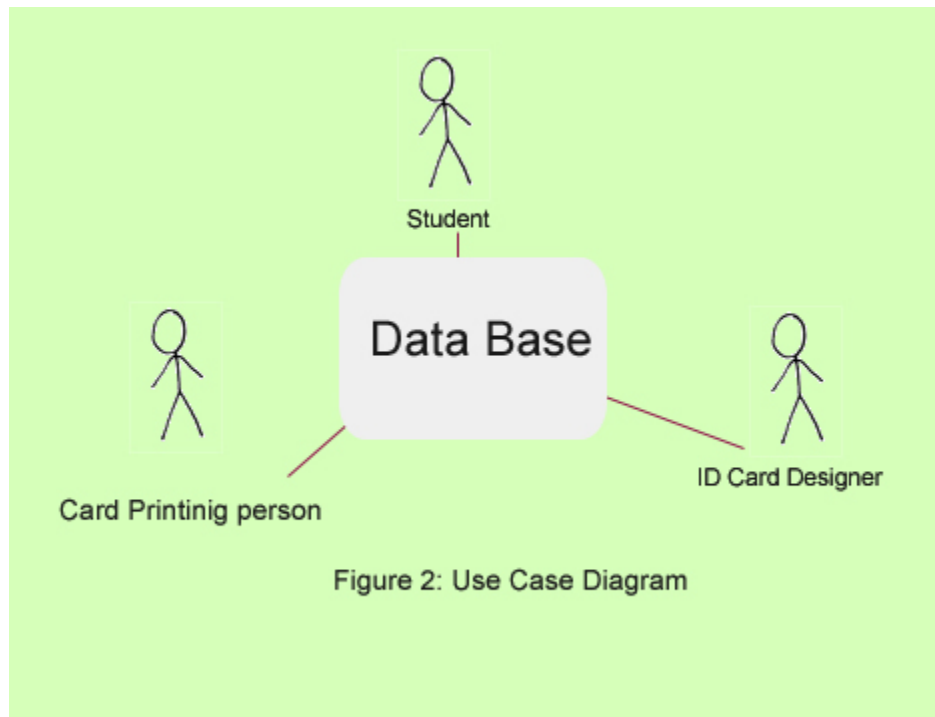 Student
Data Base
ID Card Designer
Card Printinig person
Figure 2: Use Case Diagram